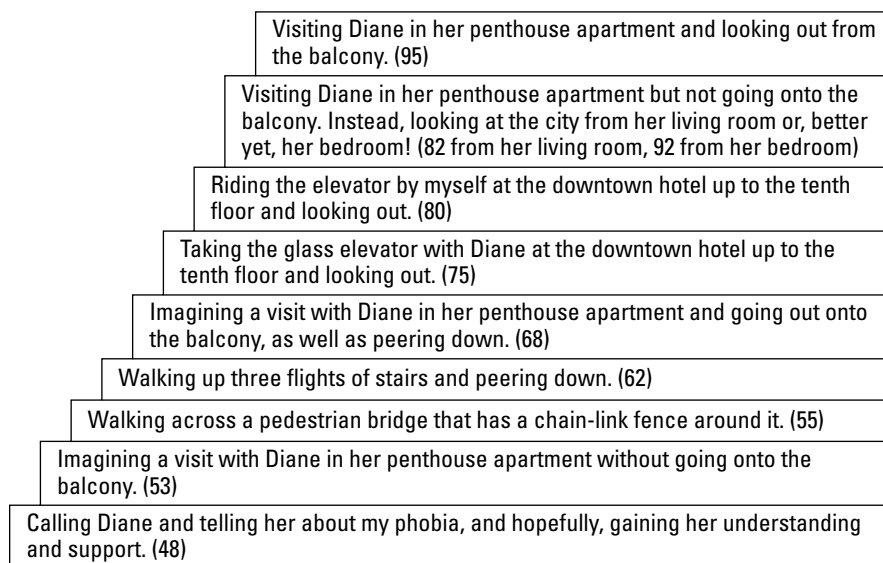 Visiting Diane in her penthouse apartment and looking out from
the balcony. (95)
Visiting Diane in her penthouse apartment but not going onto the
balcony. Instead, looking at the city from her living room or, better
yet, her bedroom! (82 from her living room, 92 from her bedroom)
Riding the elevator by myself at the downtown hotel up to the tenth
floor and looking out. (80)
Taking the glass elevator with Diane at the downtown hotel up to the
tenth floor and looking out. (75)
Imagining a visit with Diane in her penthouse apartment and going out onto
the balcony, as well as peering down. (68)
Walking up three flights of stairs and peering down. (62)
Walking across a pedestrian bridge that has a chain-link fence around it. (55)
Imagining a visit with Diane in her penthouse apartment without going onto the
balcony. (53)
Calling Diane and telling her about my phobia, and hopefully, gaining her understanding
and support. (48)